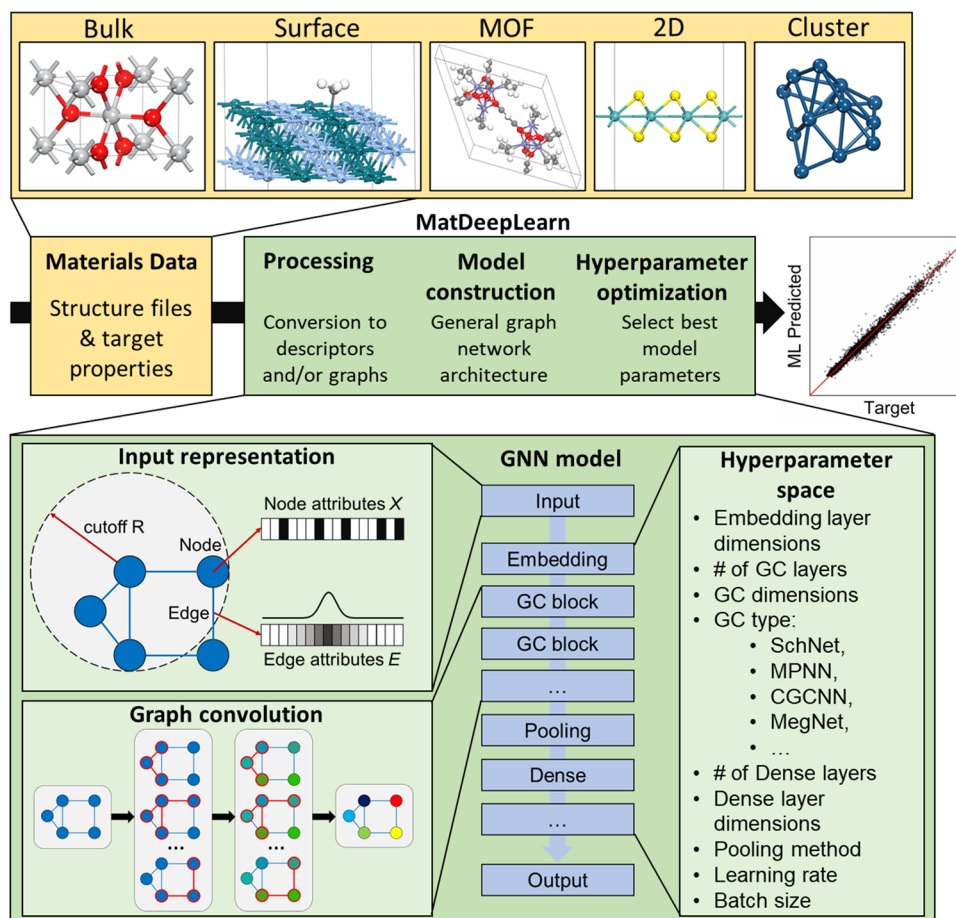 Bulk
Surface
MOF
2D
Cluster
MatDeepLearn
Materials Data
Structure files
& target
properties
Processing
Conversion to
descriptors
and/or graphs
Model
construction
General graph
network
architecture
Hyperparameter
optimization
Select best
model
parameters
ML Predicted
Target
Input representation
cutoff R
Node attributes X
Node
Edge
Edge attributes E
Graph convolution
...
...
GNN model
Input
Embedding
GC block
GC block
...
Pooling
Dense
...
Output
Hyperparameter
space
• Embedding layer
dimensions
• # of GC layers
• GC dimensions
• GC type:
• SchNet,
• MPNN,
• CGCNN,
• MegNet,
• ...
• # of Dense layers
• Dense layer
dimensions
• Pooling method
• Learning rate
• Batch size